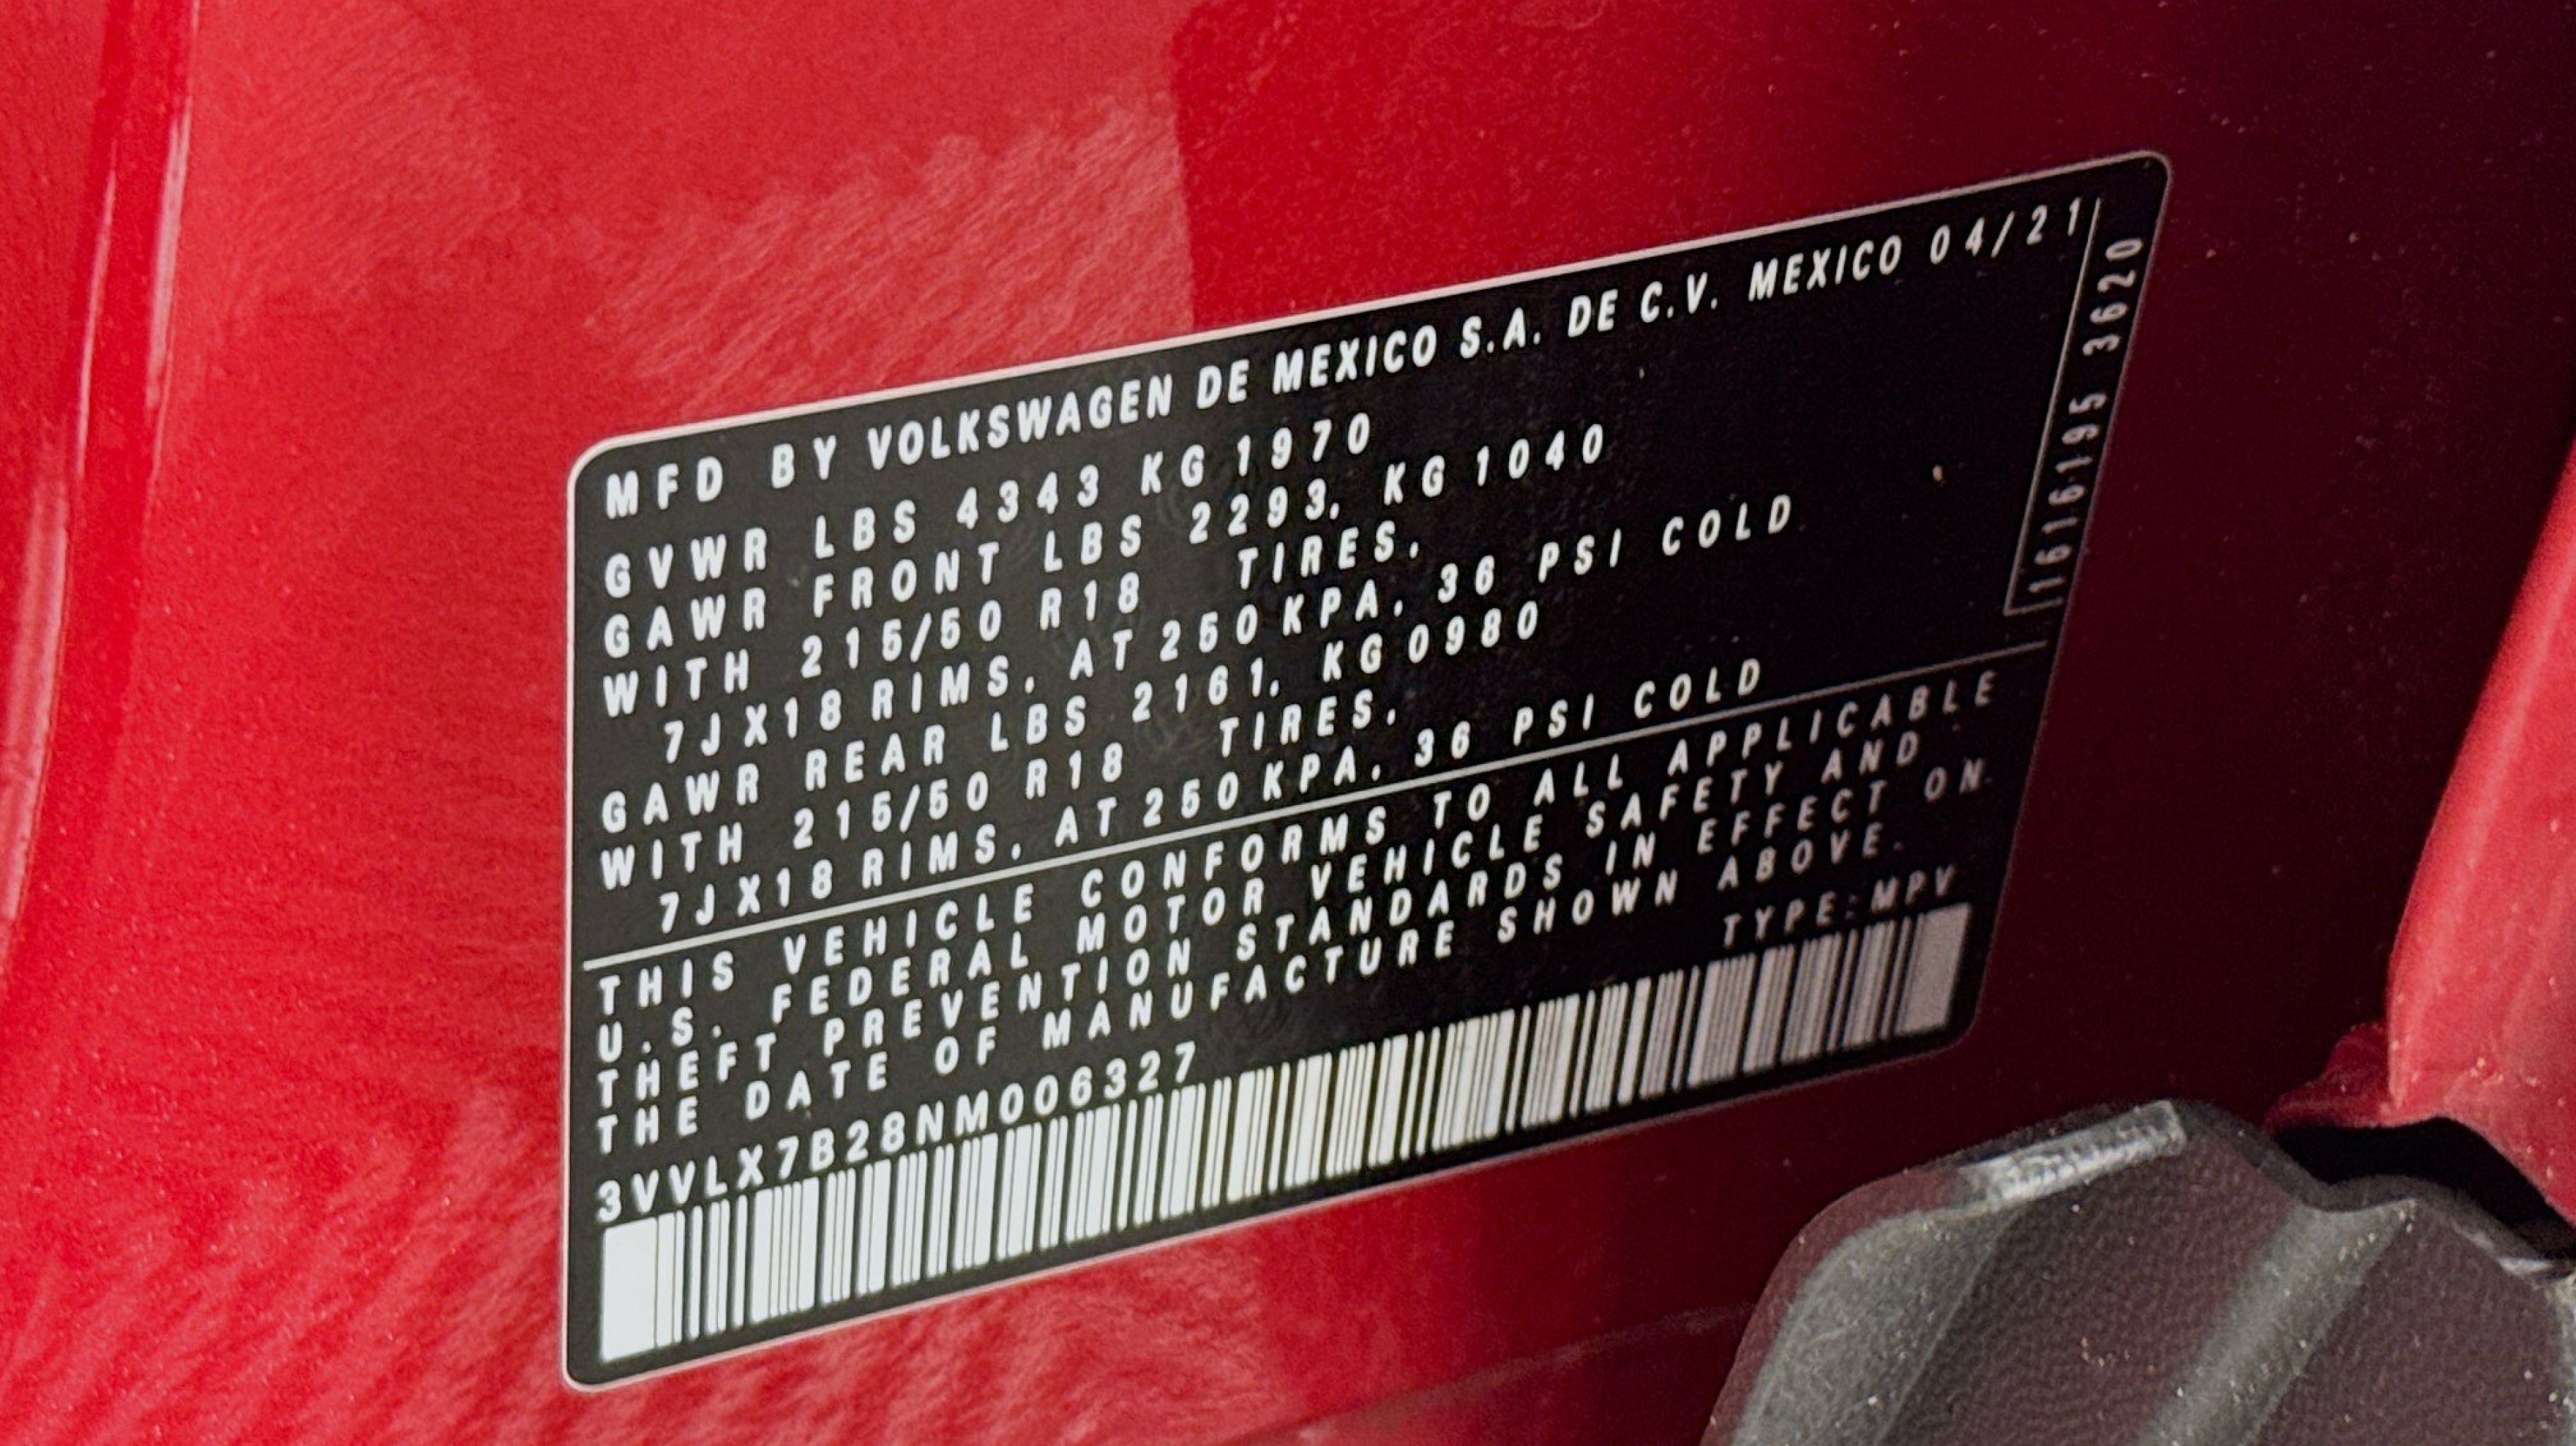 MFD BY VOLKSWAGEN DE MEXICO S.A. DE C.V. MEXICO 04/21
GVWR LBS 4343 KG 1970
GAWR FRONT LBS 2293, KG 1040
WITH 215/50 R18 TIRES,
7JX18 RIMS, AT 250KPA, 36 PSI COLD
GAWR REAR LBS 2161, KG 0980
WITH 215/50 R18 TIRES,
7JX18 RIMS, AT 250KPA, 36 PSI COLD
1616195 3620
THIS VEHICLE CONFORMS TO ALL APPLICABLE
U.S. FEDERAL MOTOR VEHICLE SAFETY AND
THEFT PREVENTION STANDARDS IN EFFECT ON
THE DATE OF MANUFACTURE SHOWN ABOVE.
3VVLX7B28NM006327 TYPE:MPV